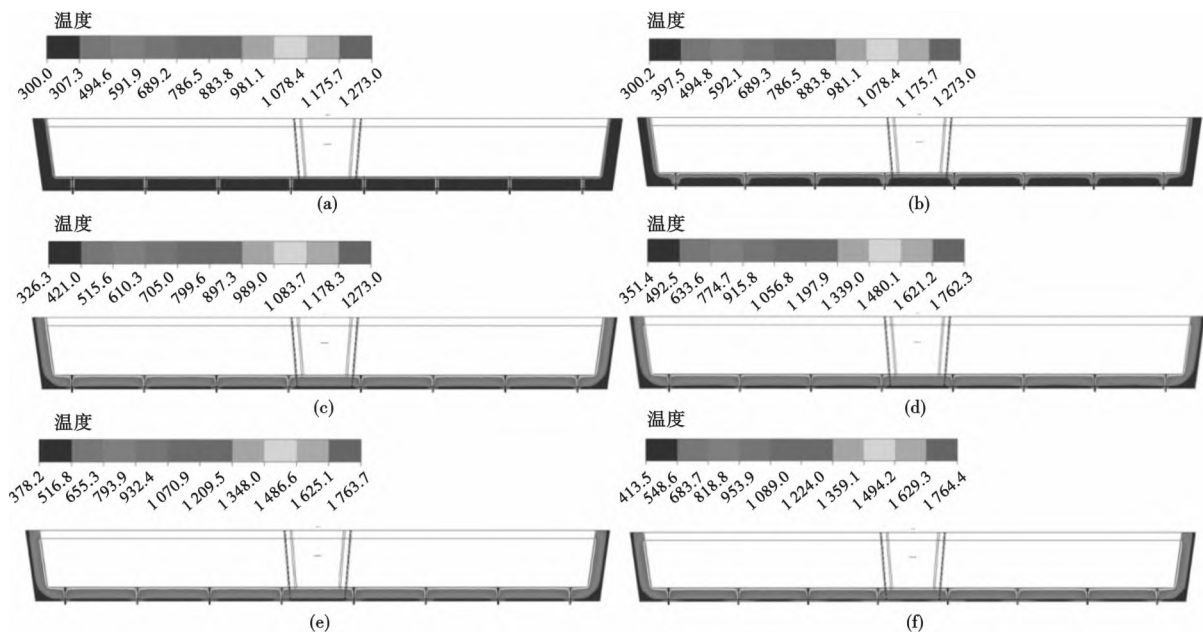 温度
300.0 307.3 494.6 591.9 689.2 786.5 883.8 981.1 1 078.4 1 175.7 1 273.0
(a)
温度
300.2 397.5 494.8 592.1 689.3 786.5 883.8 981.1 1 078.4 1 175.7 1 273.0
(b)
温度
326.3 421.0 515.6 610.3 705.0 799.6 897.3 989.0 1 083.7 1 178.3 1273.0
(c)
温度
351.4 492.5 633.6 774.7 915.8 1 056.8 1 197.9 1 339.0 1 480.1 1 621.2 1 762.3
(d)
温度
378.2 516.8 655.3 793.9 932.4 1 070.9 1 209.5 1 348.0 1 486.6 1 625.1 1 763.7
(e)
温度
413.5 548.6 683.7 818.8 953.9 1 089.0 1 224.0 1 359.1 1 494.2 1 629.3 1 764.4
(f)